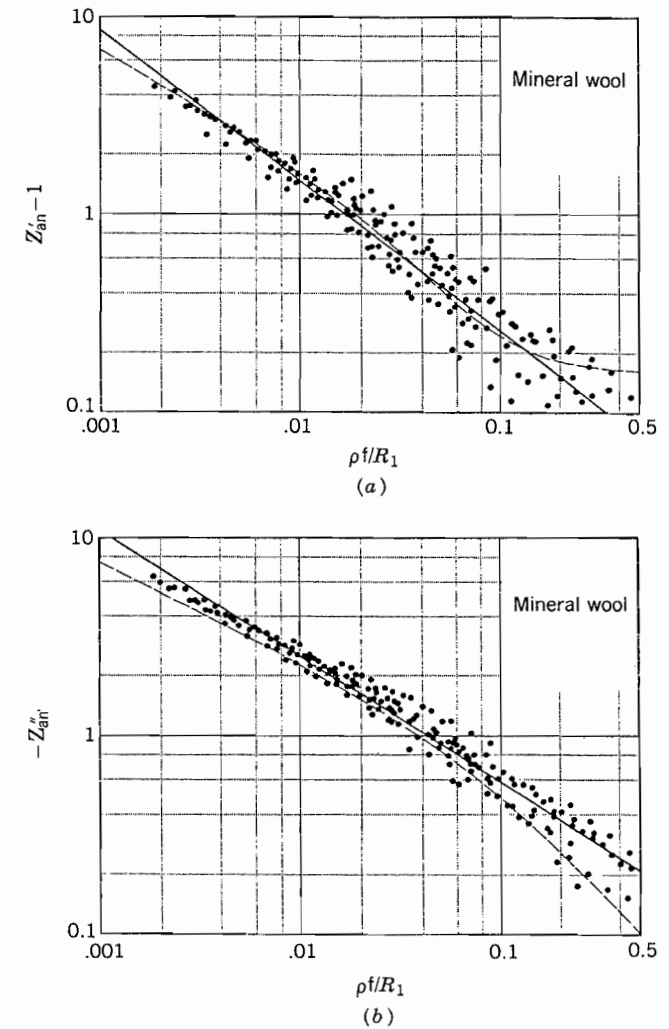 10
Mineral wool
Z′an−1
1
0.1
.001
.01
0.1
0.5
ρf/R1
(a)
10
Mineral wool
−Z″an′
1
0.1
.001
.01
0.1
0.5
ρf/R1
(b)